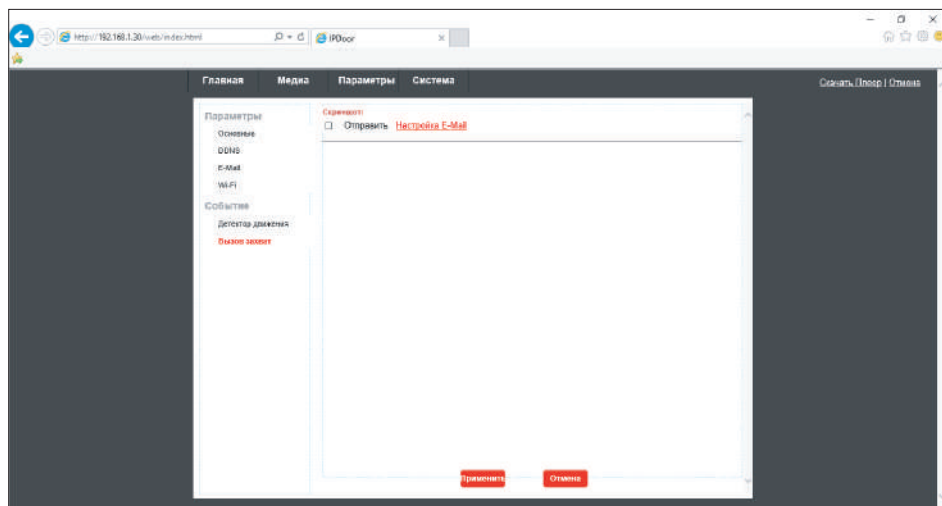 http://192.168.1.30/web/index.html
IPDoor
Главная Медиа Параметры Система
Скачать Плеер | Отмена
Параметры
Основные
DDNS
E-Mail
Wi-Fi
Событие
Детектор движения
Вызов захват
Скриншот
Отправить Настройка E-Mail
Применить Отмена